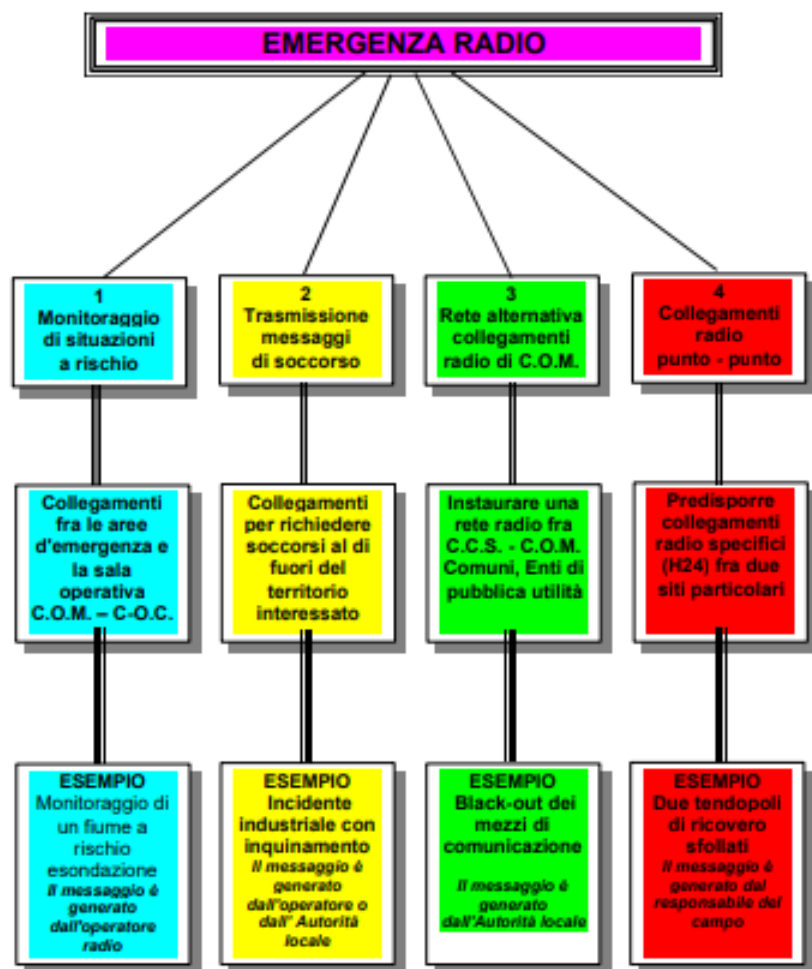 EMERGENZA RADIO
1
Monitoraggio
di situazioni
a rischio
Collegamenti
fra le aree
d'emergenza e
la sala
operativa
C.O.M. – C-O.C.
ESEMPIO
Monitoraggio di
un fiume a
rischio
esondazione
Il messaggio è
generato
dall'operatore
radio
2
Trasmissione
messaggi
di soccorso
Collegamenti
per richiedere
soccorsi al di
fuori del
territorio
interessato
ESEMPIO
Incidente
industriale con
inquinamento
Il messaggio è
generato
dall'operatore o
dall' Autorità
locale
3
Rete alternativa
collegamenti
radio di C.O.M.
Instaurare una
rete radio fra
C.C.S. - C.O.M.
Comuni, Enti di
pubblica utilità
ESEMPIO
Black-out dei
mezzi di
comunicazione
Il messaggio è
generato
dall'Autorità locale
4
Collegamenti
radio
punto - punto
Predisporre
collegamenti
radio specifici
(H24) fra due
siti particolari
ESEMPIO
Due tendopoli
di ricovero
sfollati
Il messaggio è
generato dal
responsabile del
campo